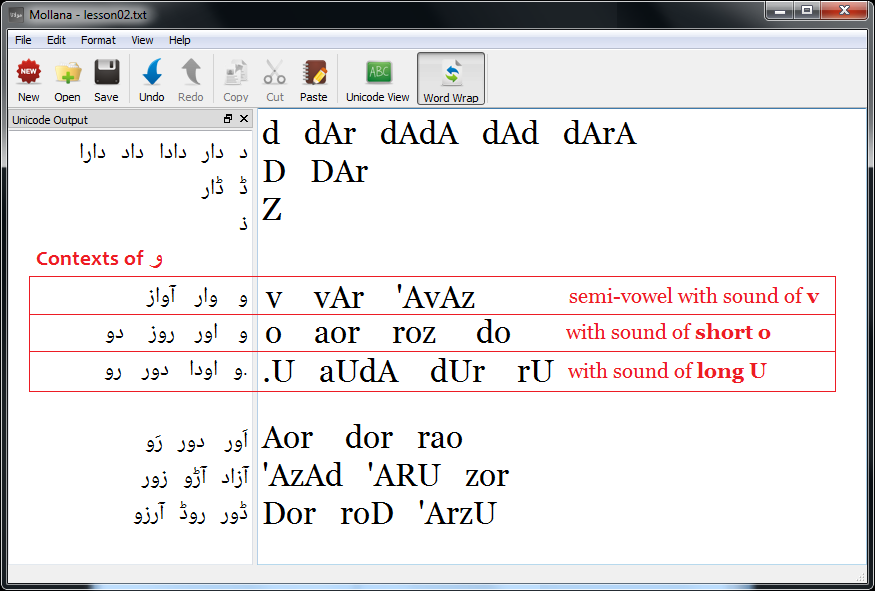 Mollana - lesson02.txt
File Edit Format View Help
New Open Save Undo Redo Copy Cut Paste Unicode View Word Wrap
Unicode Output
د دار دادا داد دارا
d dAr dAdA dAd dArA
ڈ ڈار
D DAr
ذ
Z
Contexts of و
و وار آواز
v vAr 'AvAz semi-vowel with sound of v
و اور روز دو
o aor roz do with sound of short o
.و اودا دور رو
.U aUdA dUr rU with sound of long U
اَور دور رَو
Aor dor rao
آزاد آڑو زور
'AzAd 'ARU zor
ڈور روڈ آرزو
Dor roD 'ArzU